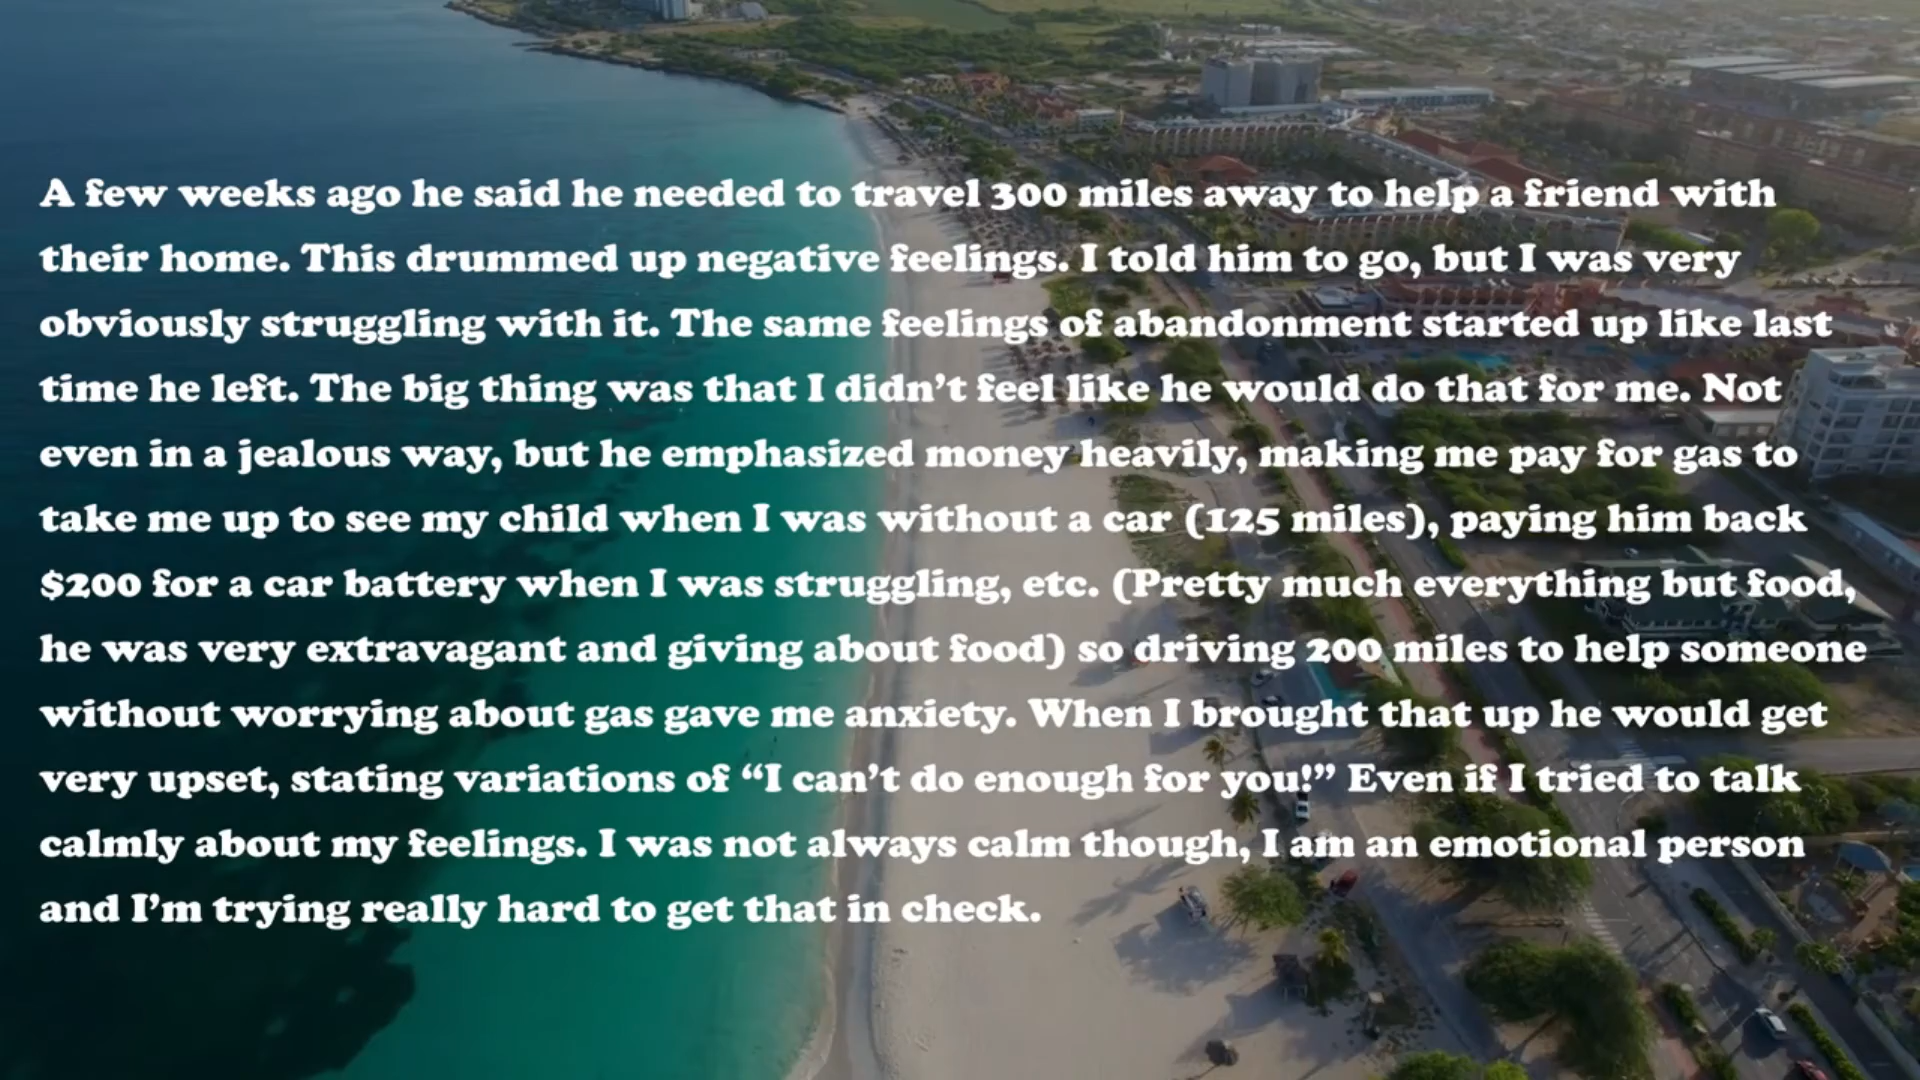 A few weeks ago he said he needed to travel 300 miles away to help a friend with
their home. This drummed up negative feelings. I told him to go, but I was very
obviously struggling with it. The same feelings of abandonment started up like last
time he left. The big thing was that I didn’t feel like he would do that for me. Not
even in a jealous way, but he emphasized money heavily, making me pay for gas to
take me up to see my child when I was without a car (125 miles), paying him back
$200 for a car battery when I was struggling, etc. (Pretty much everything but food,
he was very extravagant and giving about food) so driving 200 miles to help someone
without worrying about gas gave me anxiety. When I brought that up he would get
very upset, stating variations of “I can’t do enough for you!” Even if I tried to talk
calmly about my feelings. I was not always calm though, I am an emotional person
and I’m trying really hard to get that in check.